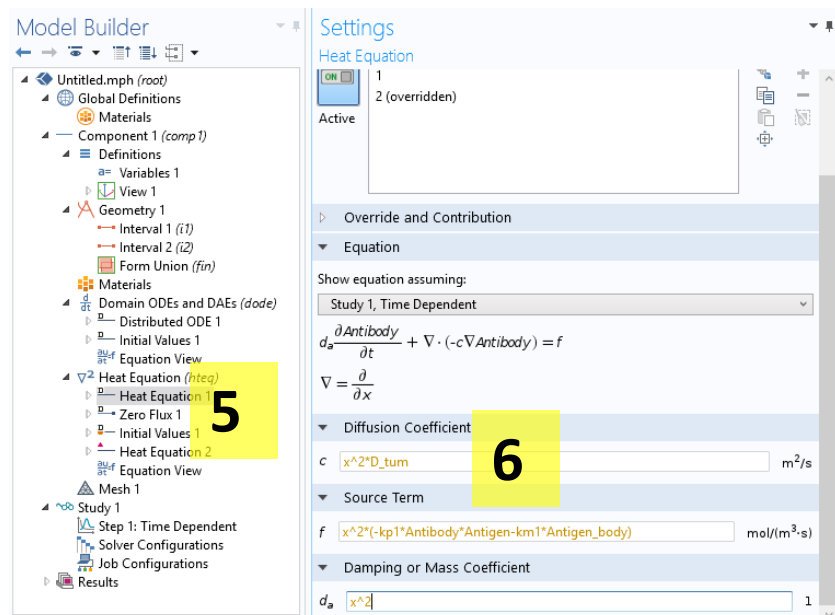 Model Builder
Untitled.mph (root)
Global Definitions
Materials
Component 1 (comp1)
Definitions
a= Variables 1
View 1
Geometry 1
Interval 1 (i1)
Interval 2 (i2)
Form Union (fin)
Materials
d/dt Domain ODEs and DAEs (dode)
Distributed ODE 1
Initial Values 1
Equation View
∇² Heat Equation (hteq)
Heat Equation 1
Zero Flux 1
Initial Values 1
Heat Equation 2
Equation View
Mesh 1
Study 1
Step 1: Time Dependent
Solver Configurations
Job Configurations
Results
5
Settings
Heat Equation
ON
Active
1
2 (overridden)
Override and Contribution
Equation
Show equation assuming:
Study 1, Time Dependent
dₐ ∂Antibody/∂t + ∇ · (-c∇Antibody) = f
∇ = ∂/∂x
Diffusion Coefficient
c x^2*D_tum m²/s
6
Source Term
f x^2*(-kp1*Antibody*Antigen-km1*Antigen_body) mol/(m³·s)
Damping or Mass Coefficient
dₐ x^2 1